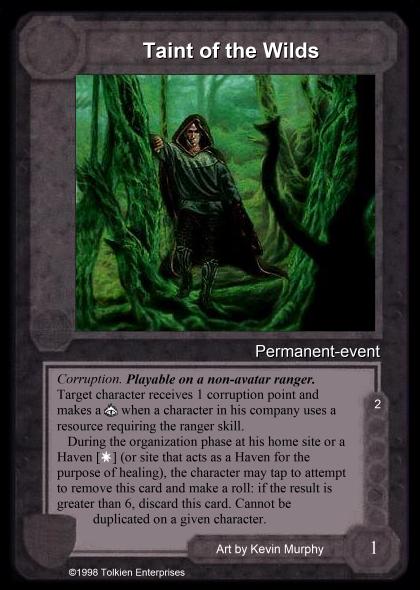 Taint of the Wilds
Permanent-event
Corruption. Playable on a non-avatar ranger.
Target character receives 1 corruption point and
makes a when a character in his company uses a
resource requiring the ranger skill.
2
During the organization phase at his home site or a
Haven [] (or site that acts as a Haven for the
purpose of healing), the character may tap to attempt
to remove this card and make a roll: if the result is
greater than 6, discard this card. Cannot be
duplicated on a given character.
Art by Kevin Murphy
1
©1998 Tolkien Enterprises